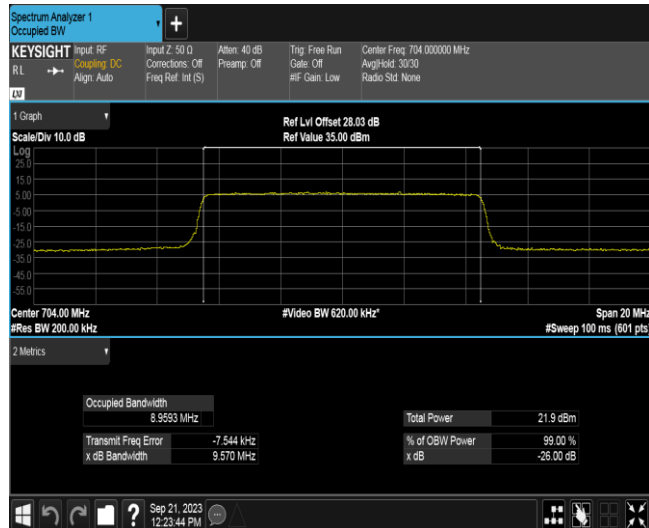 Spectrum Analyzer 1
Occupied BW
+
KEYSIGHT
R L
LXI
Input: RF
Coupling: DC
Align: Auto
Input Z: 50 Ω
Corrections: Off
Freq Ref: Int (S)
Atten: 40 dB
Preamp: Off
Trig: Free Run
Gate: Off
#IF Gain: Low
Center Freq: 704.000000 MHz
Avg|Hold: 30/30
Radio Std: None
1 Graph
Scale/Div 10.0 dB
Ref Lvl Offset 28.03 dB
Ref Value 35.00 dBm
Log
25.0
15.0
5.00
-5.00
-15.0
-25.0
-35.0
-45.0
-55.0
Center 704.00 MHz
#Res BW 200.00 kHz
#Video BW 620.00 kHz*
Span 20 MHz
#Sweep 100 ms (601 pts)
2 Metrics
Occupied Bandwidth
8.9593 MHz
Transmit Freq Error -7.544 kHz
x dB Bandwidth 9.570 MHz
Total Power 21.9 dBm
% of OBW Power 99.00 %
x dB -26.00 dB
?
Sep 21, 2023
12:23:44 PM